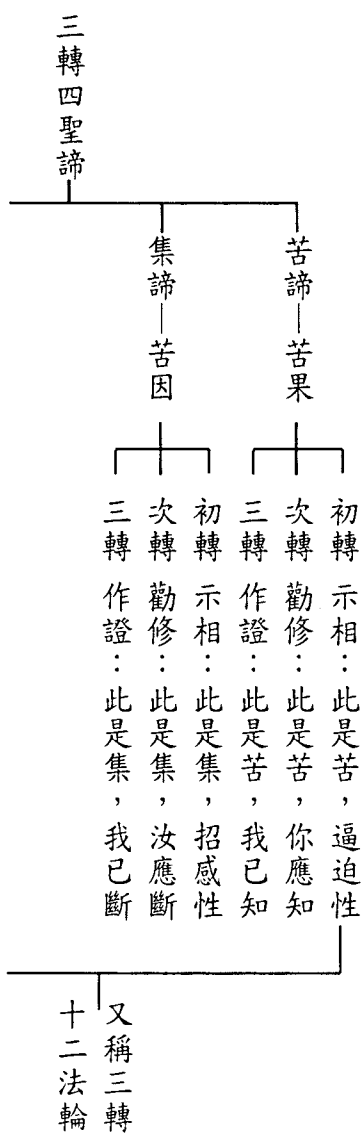 三轉四聖諦
苦諦—苦果
初轉 示相：此是苦，逼迫性
次轉 勸修：此是苦，你應知
三轉 作證：此是苦，我已知
集諦—苦因
初轉 示相：此是集，招感性
次轉 勸修：此是集，汝應斷
三轉 作證：此是集，我已斷
又稱三轉
十二法輪